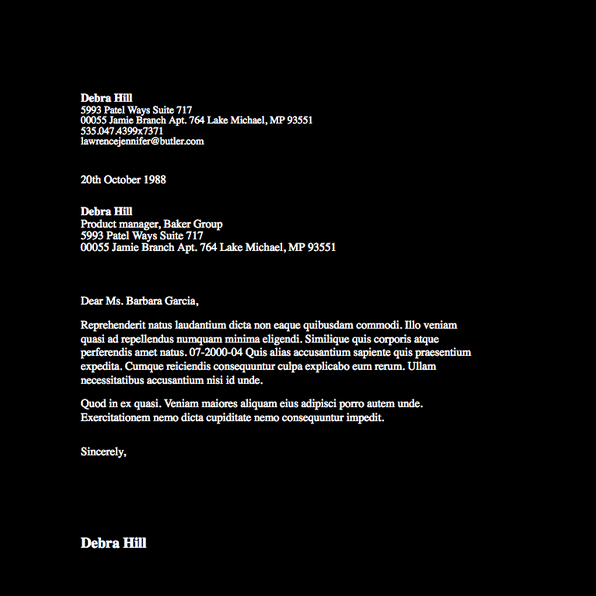 Debra Hill
5993 Patel Ways Suite 717
00055 Jamie Branch Apt. 764 Lake Michael, MP 93551
535.047.4399x7371
lawrencejennifer@butler.com
20th October 1988
Debra Hill
Product manager, Baker Group
5993 Patel Ways Suite 717
00055 Jamie Branch Apt. 764 Lake Michael, MP 93551
Dear Ms. Barbara Garcia,
Reprehenderit natus laudantium dicta non eaque quibusdam commodi. Illo veniam
quasi ad repellendus numquam minima eligendi. Similique quis corporis atque
perferendis amet natus. 07-2000-04 Quis alias accusantium sapiente quis praesentium
expedita. Cumque reiciendis consequuntur culpa explicabo eum rerum. Ullam
necessitatibus accusantium nisi id unde.
Quod in ex quasi. Veniam maiores aliquam eius adipisci porro autem unde.
Exercitationem nemo dicta cupiditate nemo consequuntur impedit.
Sincerely,
Debra Hill